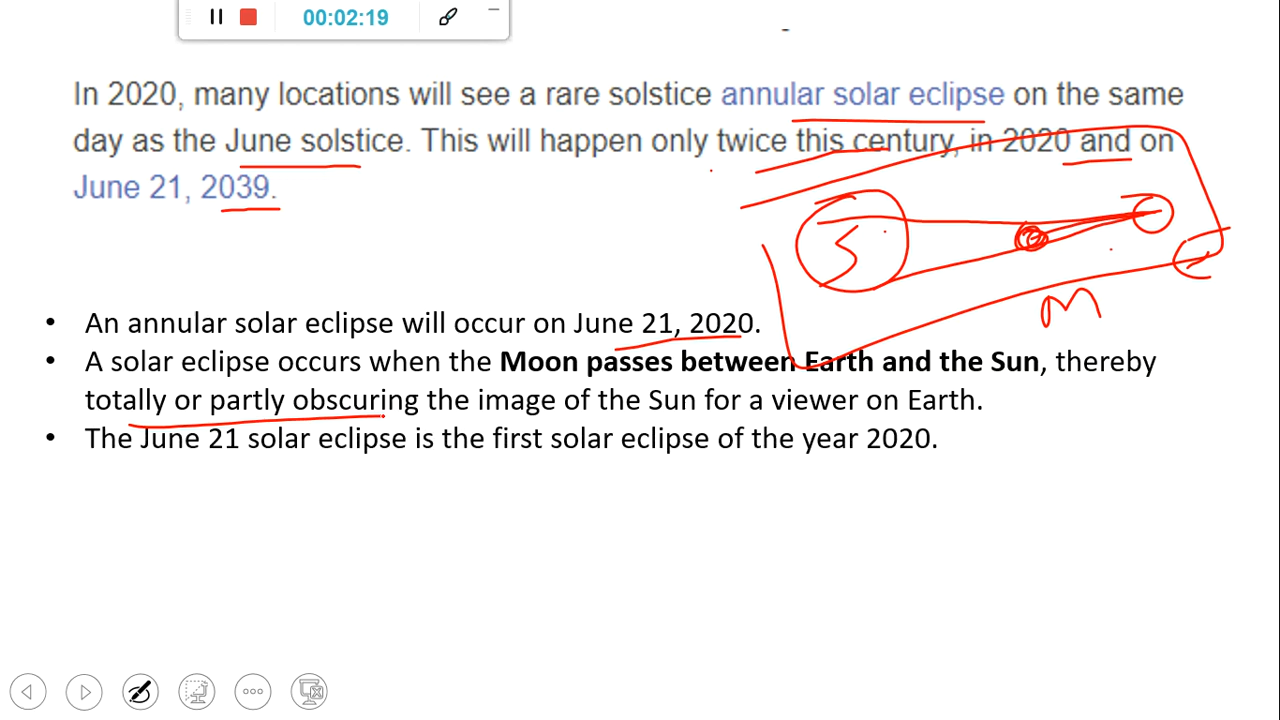 00:02:19
In 2020, many locations will see a rare solstice annular solar eclipse on the same
day as the June solstice. This will happen only twice this century, in 2020 and on
June 21, 2039.
S
M
• An annular solar eclipse will occur on June 21, 2020.
• A solar eclipse occurs when the Moon passes between Earth and the Sun, thereby
totally or partly obscuring the image of the Sun for a viewer on Earth.
• The June 21 solar eclipse is the first solar eclipse of the year 2020.